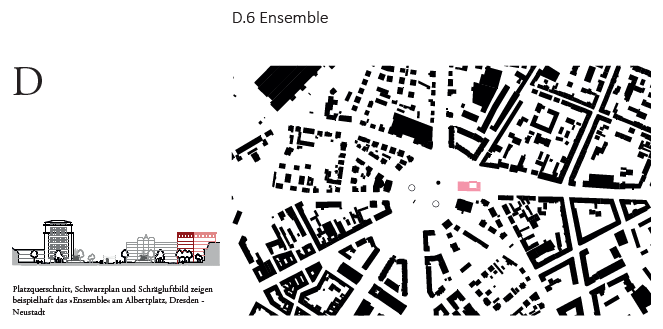 D.6 Ensemble
D
Platzquerschnitt, Schwarzplan und Schrägluftbild zeigen
beispielhaft das »Ensemble« am Albertplatz, Dresden -
Neustadt